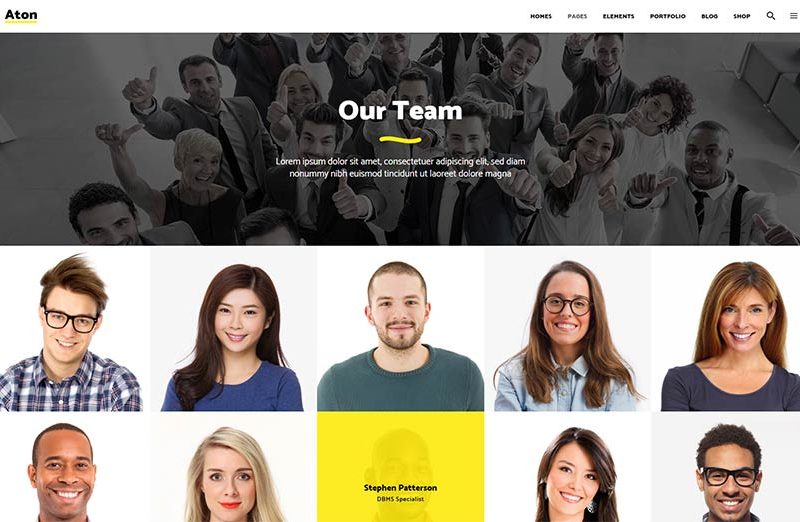 Aton
HOMES PAGES ELEMENTS PORTFOLIO BLOG SHOP
Our Team
Lorem ipsum dolor sit amet, consectetuer adipiscing elit, sed diam
nonummy nibh euismod tincidunt ut laoreet dolore magna
Stephen Patterson
DBMS Specialist